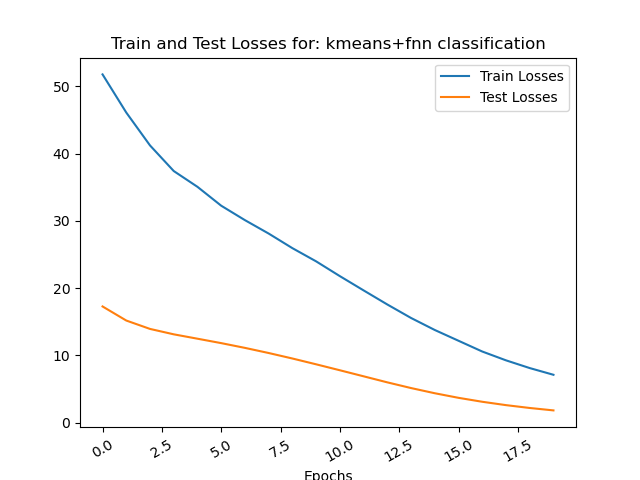 Train and Test Losses for: kmeans+fnn classification
Train Losses
Test Losses
50
40
30
20
10
0
0.0 2.5 5.0 7.5 10.0 12.5 15.0 17.5
Epochs